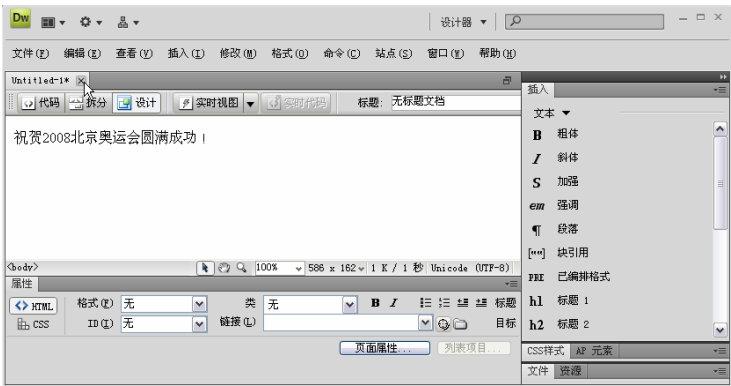 Dw 设计器
文件(F) 编辑(E) 查看(V) 插入(I) 修改(M) 格式(O) 命令(C) 站点(S) 窗口(W) 帮助(H)
Untitled-1*
代码 拆分 设计 实时视图 实时代码 标题: 无标题文档
祝贺2008北京奥运会圆满成功！
<body> 100% 586 x 162 1 K / 1 秒 Unicode (UTF-8)
属性
<> HTML 格式(F) 无 类 无 B I 标题
CSS ID(I) 无 链接(L) 目标
页面属性... 列表项目...
插入
文本
B 粗体
I 斜体
S 加强
em 强调
¶ 段落
[""] 块引用
PRE 已编排格式
h1 标题 1
h2 标题 2
CSS样式 AP 元素
文件 资源